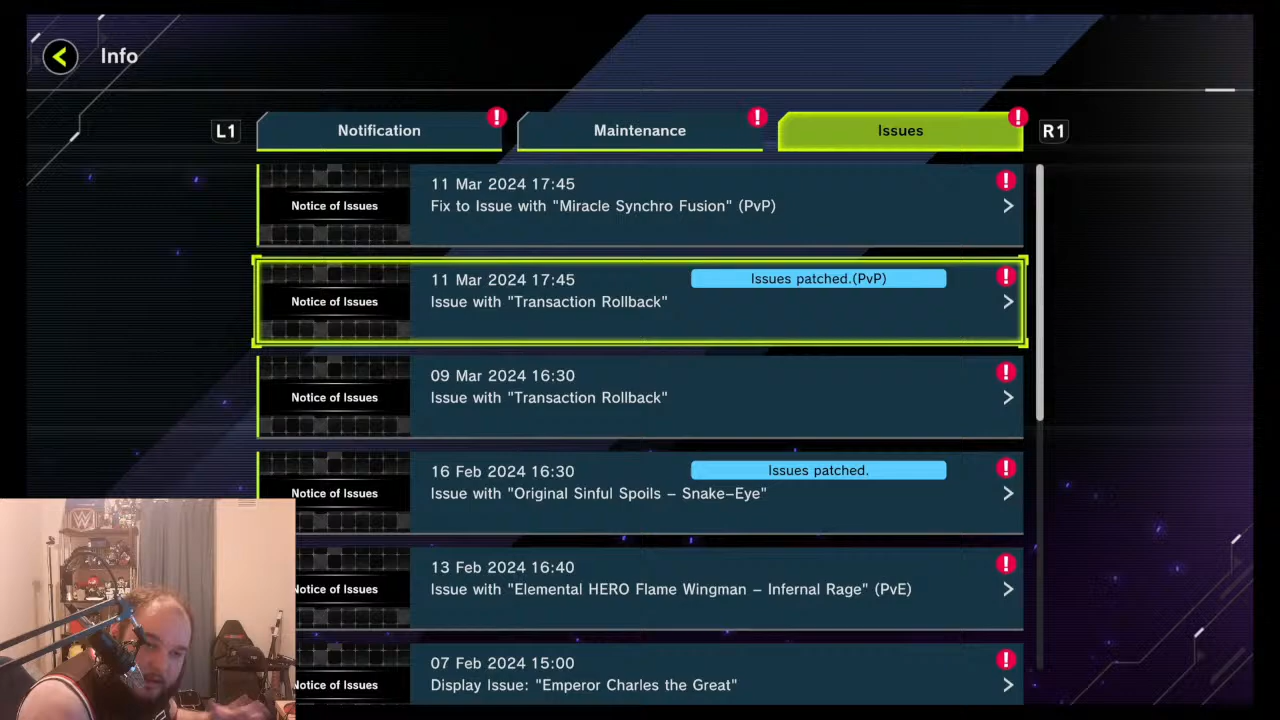 Info
L1
Notification
!
Maintenance
!
Issues
!
R1
Notice of Issues
11 Mar 2024 17:45
!
Fix to Issue with "Miracle Synchro Fusion" (PvP)
Notice of Issues
11 Mar 2024 17:45
Issues patched.(PvP)
!
Issue with "Transaction Rollback"
Notice of Issues
09 Mar 2024 16:30
!
Issue with "Transaction Rollback"
Notice of Issues
16 Feb 2024 16:30
Issues patched.
!
Issue with "Original Sinful Spoils – Snake-Eye"
Notice of Issues
13 Feb 2024 16:40
!
Issue with "Elemental HERO Flame Wingman – Infernal Rage" (PvE)
Notice of Issues
07 Feb 2024 15:00
!
Display Issue: "Emperor Charles the Great"